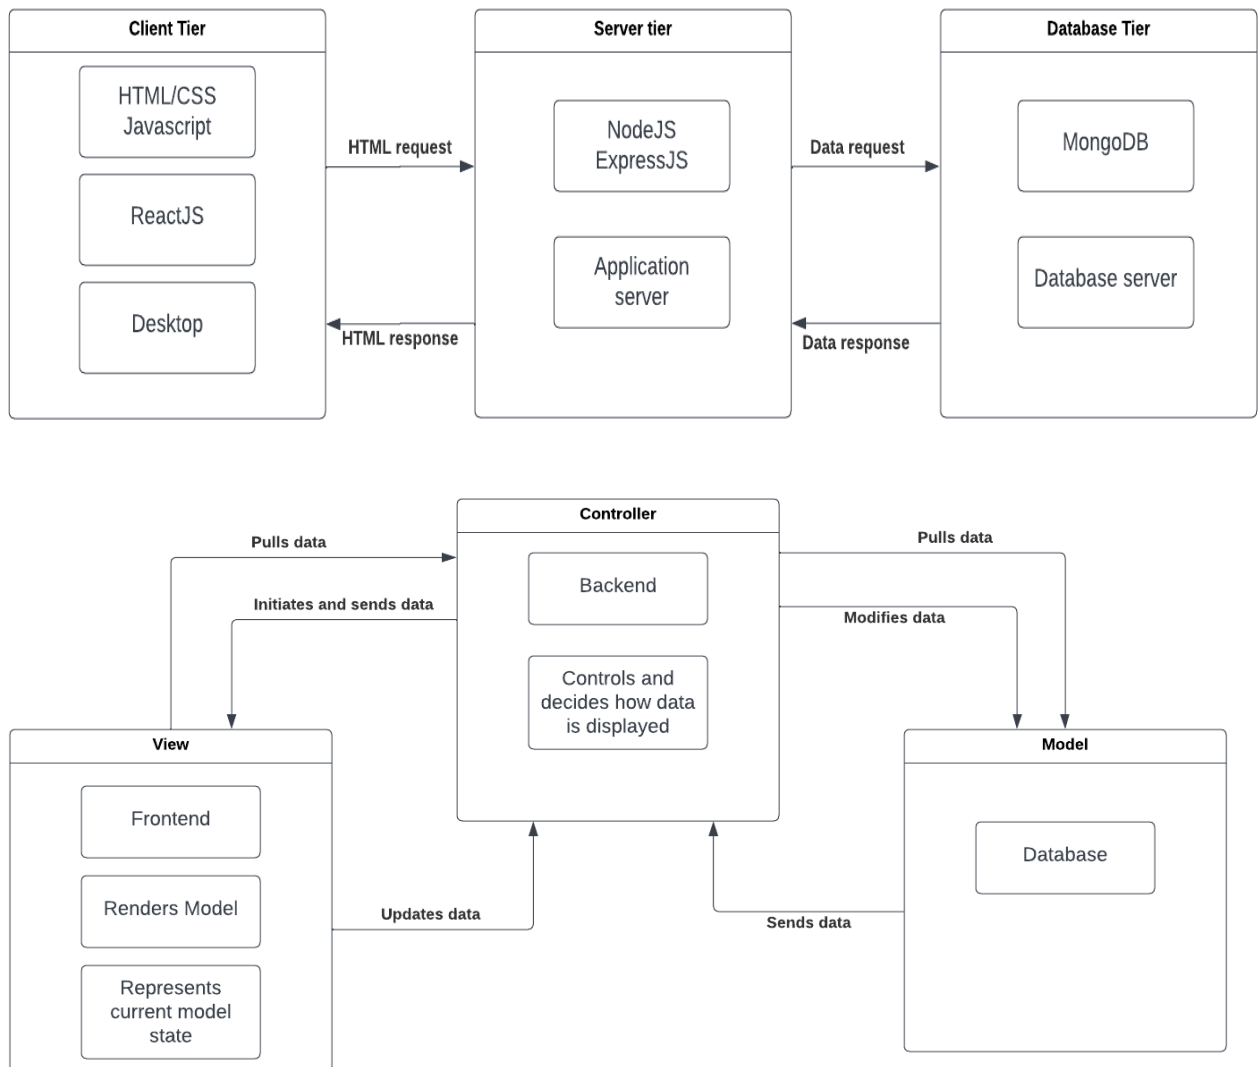 Client Tier
HTML/CSS
Javascript
ReactJS
Desktop
HTML request
HTML response
Server tier
NodeJS
ExpressJS
Application
server
Data request
Data response
Database Tier
MongoDB
Database server
Controller
Backend
Controls and
decides how data
is displayed
Pulls data
Initiates and sends data
Pulls data
Modifies data
View
Frontend
Renders Model
Represents
current model
state
Updates data
Sends data
Model
Database